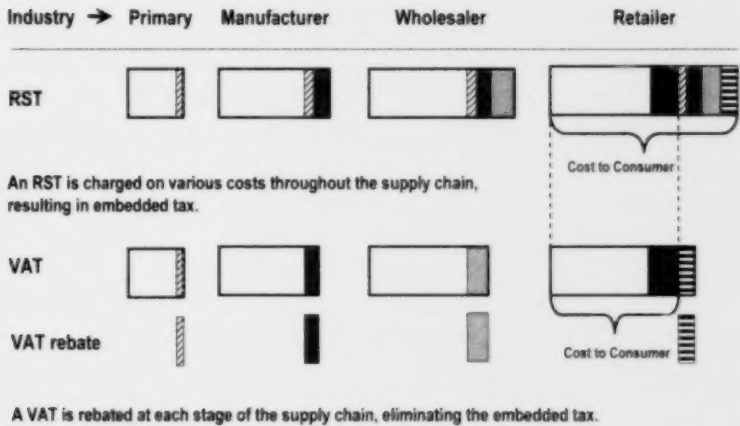 Industry → Primary Manufacturer Wholesaler Retailer
RST
Cost to Consumer
An RST is charged on various costs throughout the supply chain,
resulting in embedded tax.
VAT
VAT rebate
Cost to Consumer
A VAT is rebated at each stage of the supply chain, eliminating the embedded tax.